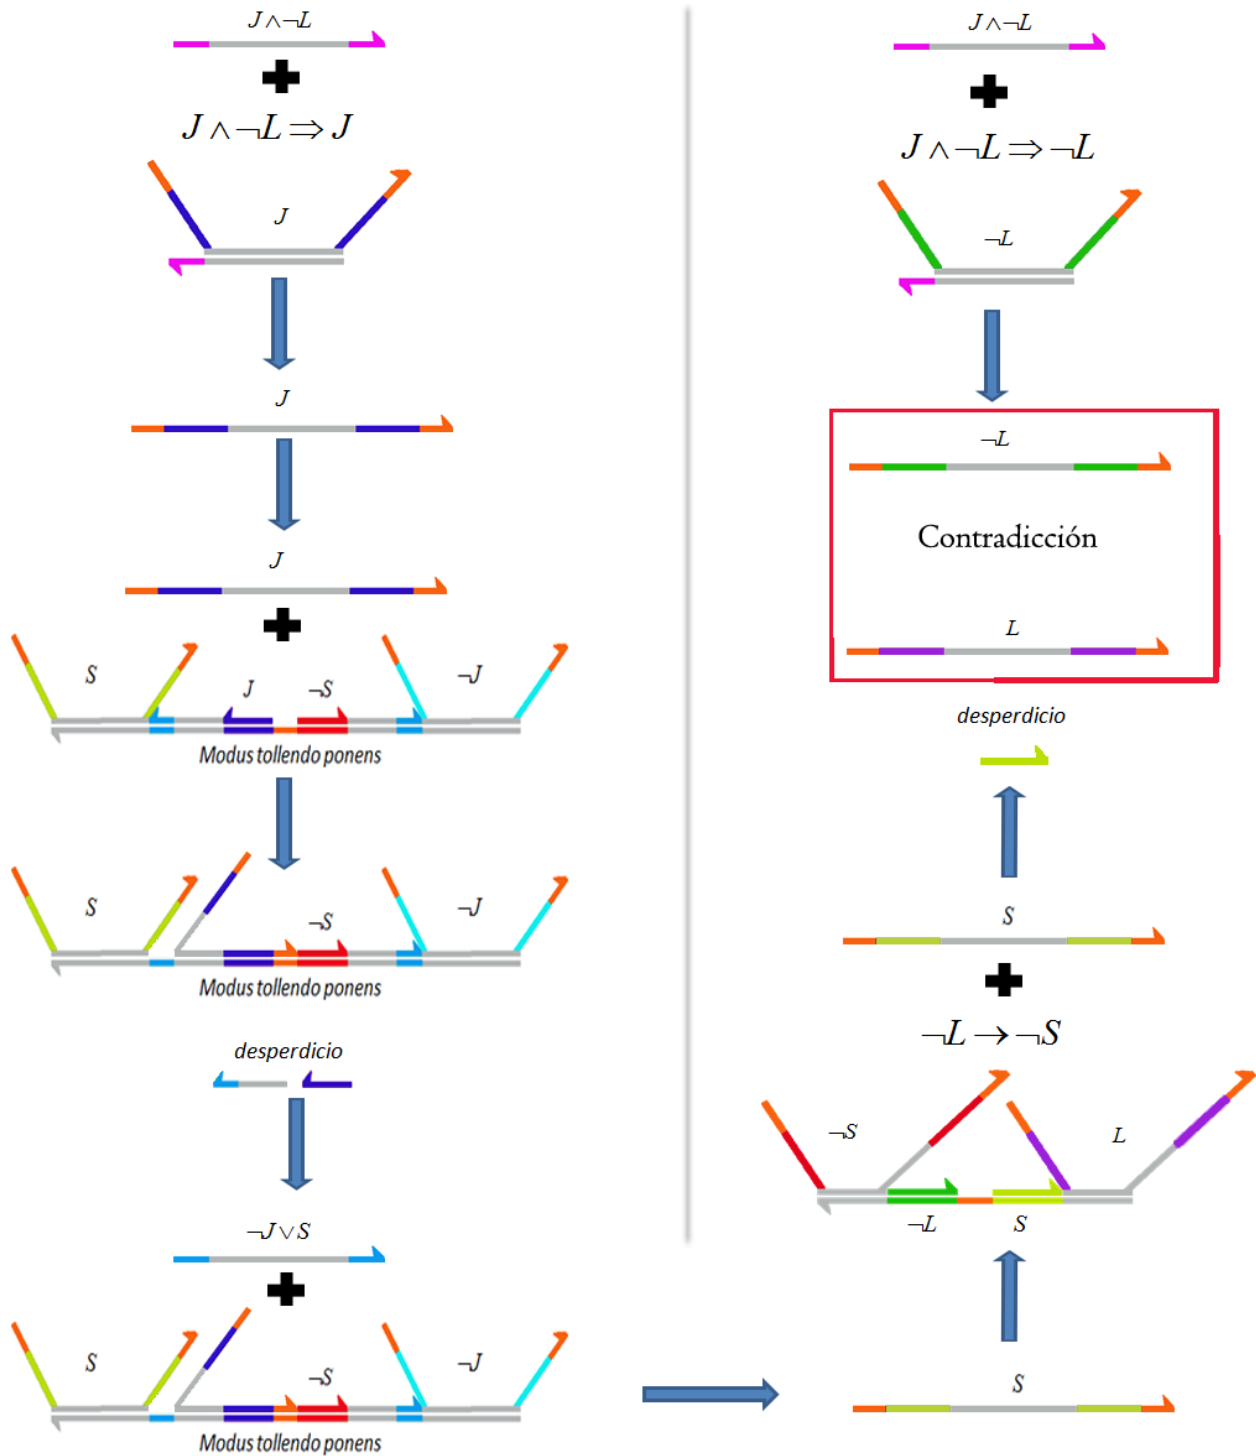 J ∧ ¬L
J ∧ ¬L ⇒ J
J
J
J
S
J
¬S
¬J
Modus tollendo ponens
S
¬S
¬J
Modus tollendo ponens
desperdicio
¬J ∨ S
S
¬S
¬J
Modus tollendo ponens
J ∧ ¬L
J ∧ ¬L ⇒ ¬L
¬L
¬L
Contradicción
L
desperdicio
S
¬L → ¬S
¬S
L
¬L
S
S